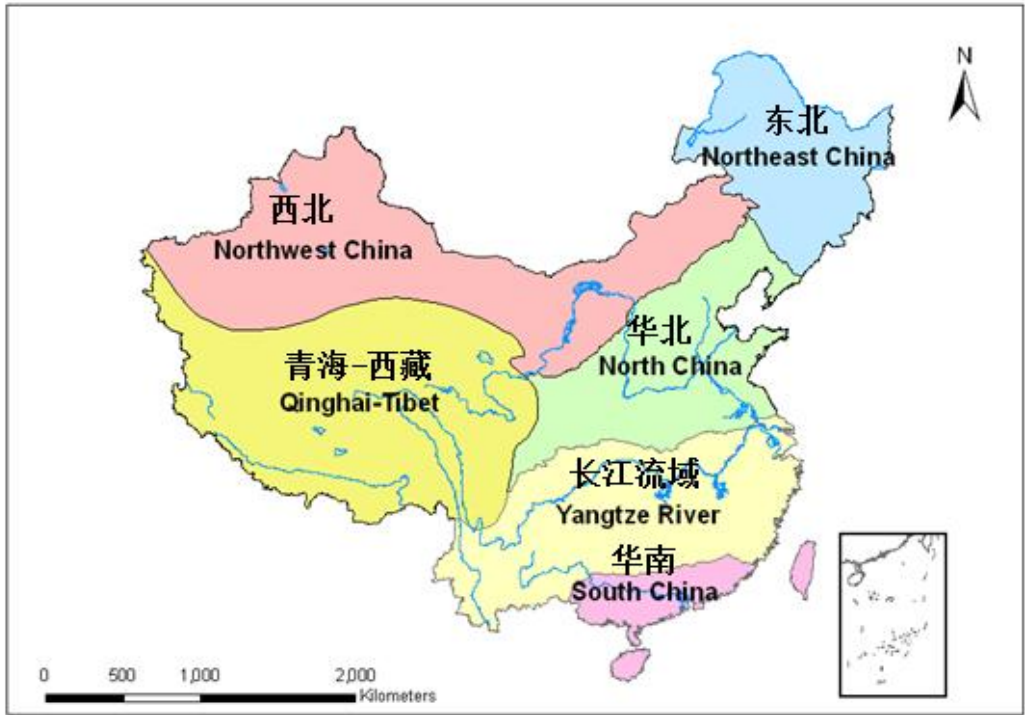 N
东北
Northeast China
西北
Northwest China
华北
North China
青海-西藏
Qinghai-Tibet
长江流域
Yangtze River
华南
South China
0 500 1,000 2,000
Kilometers